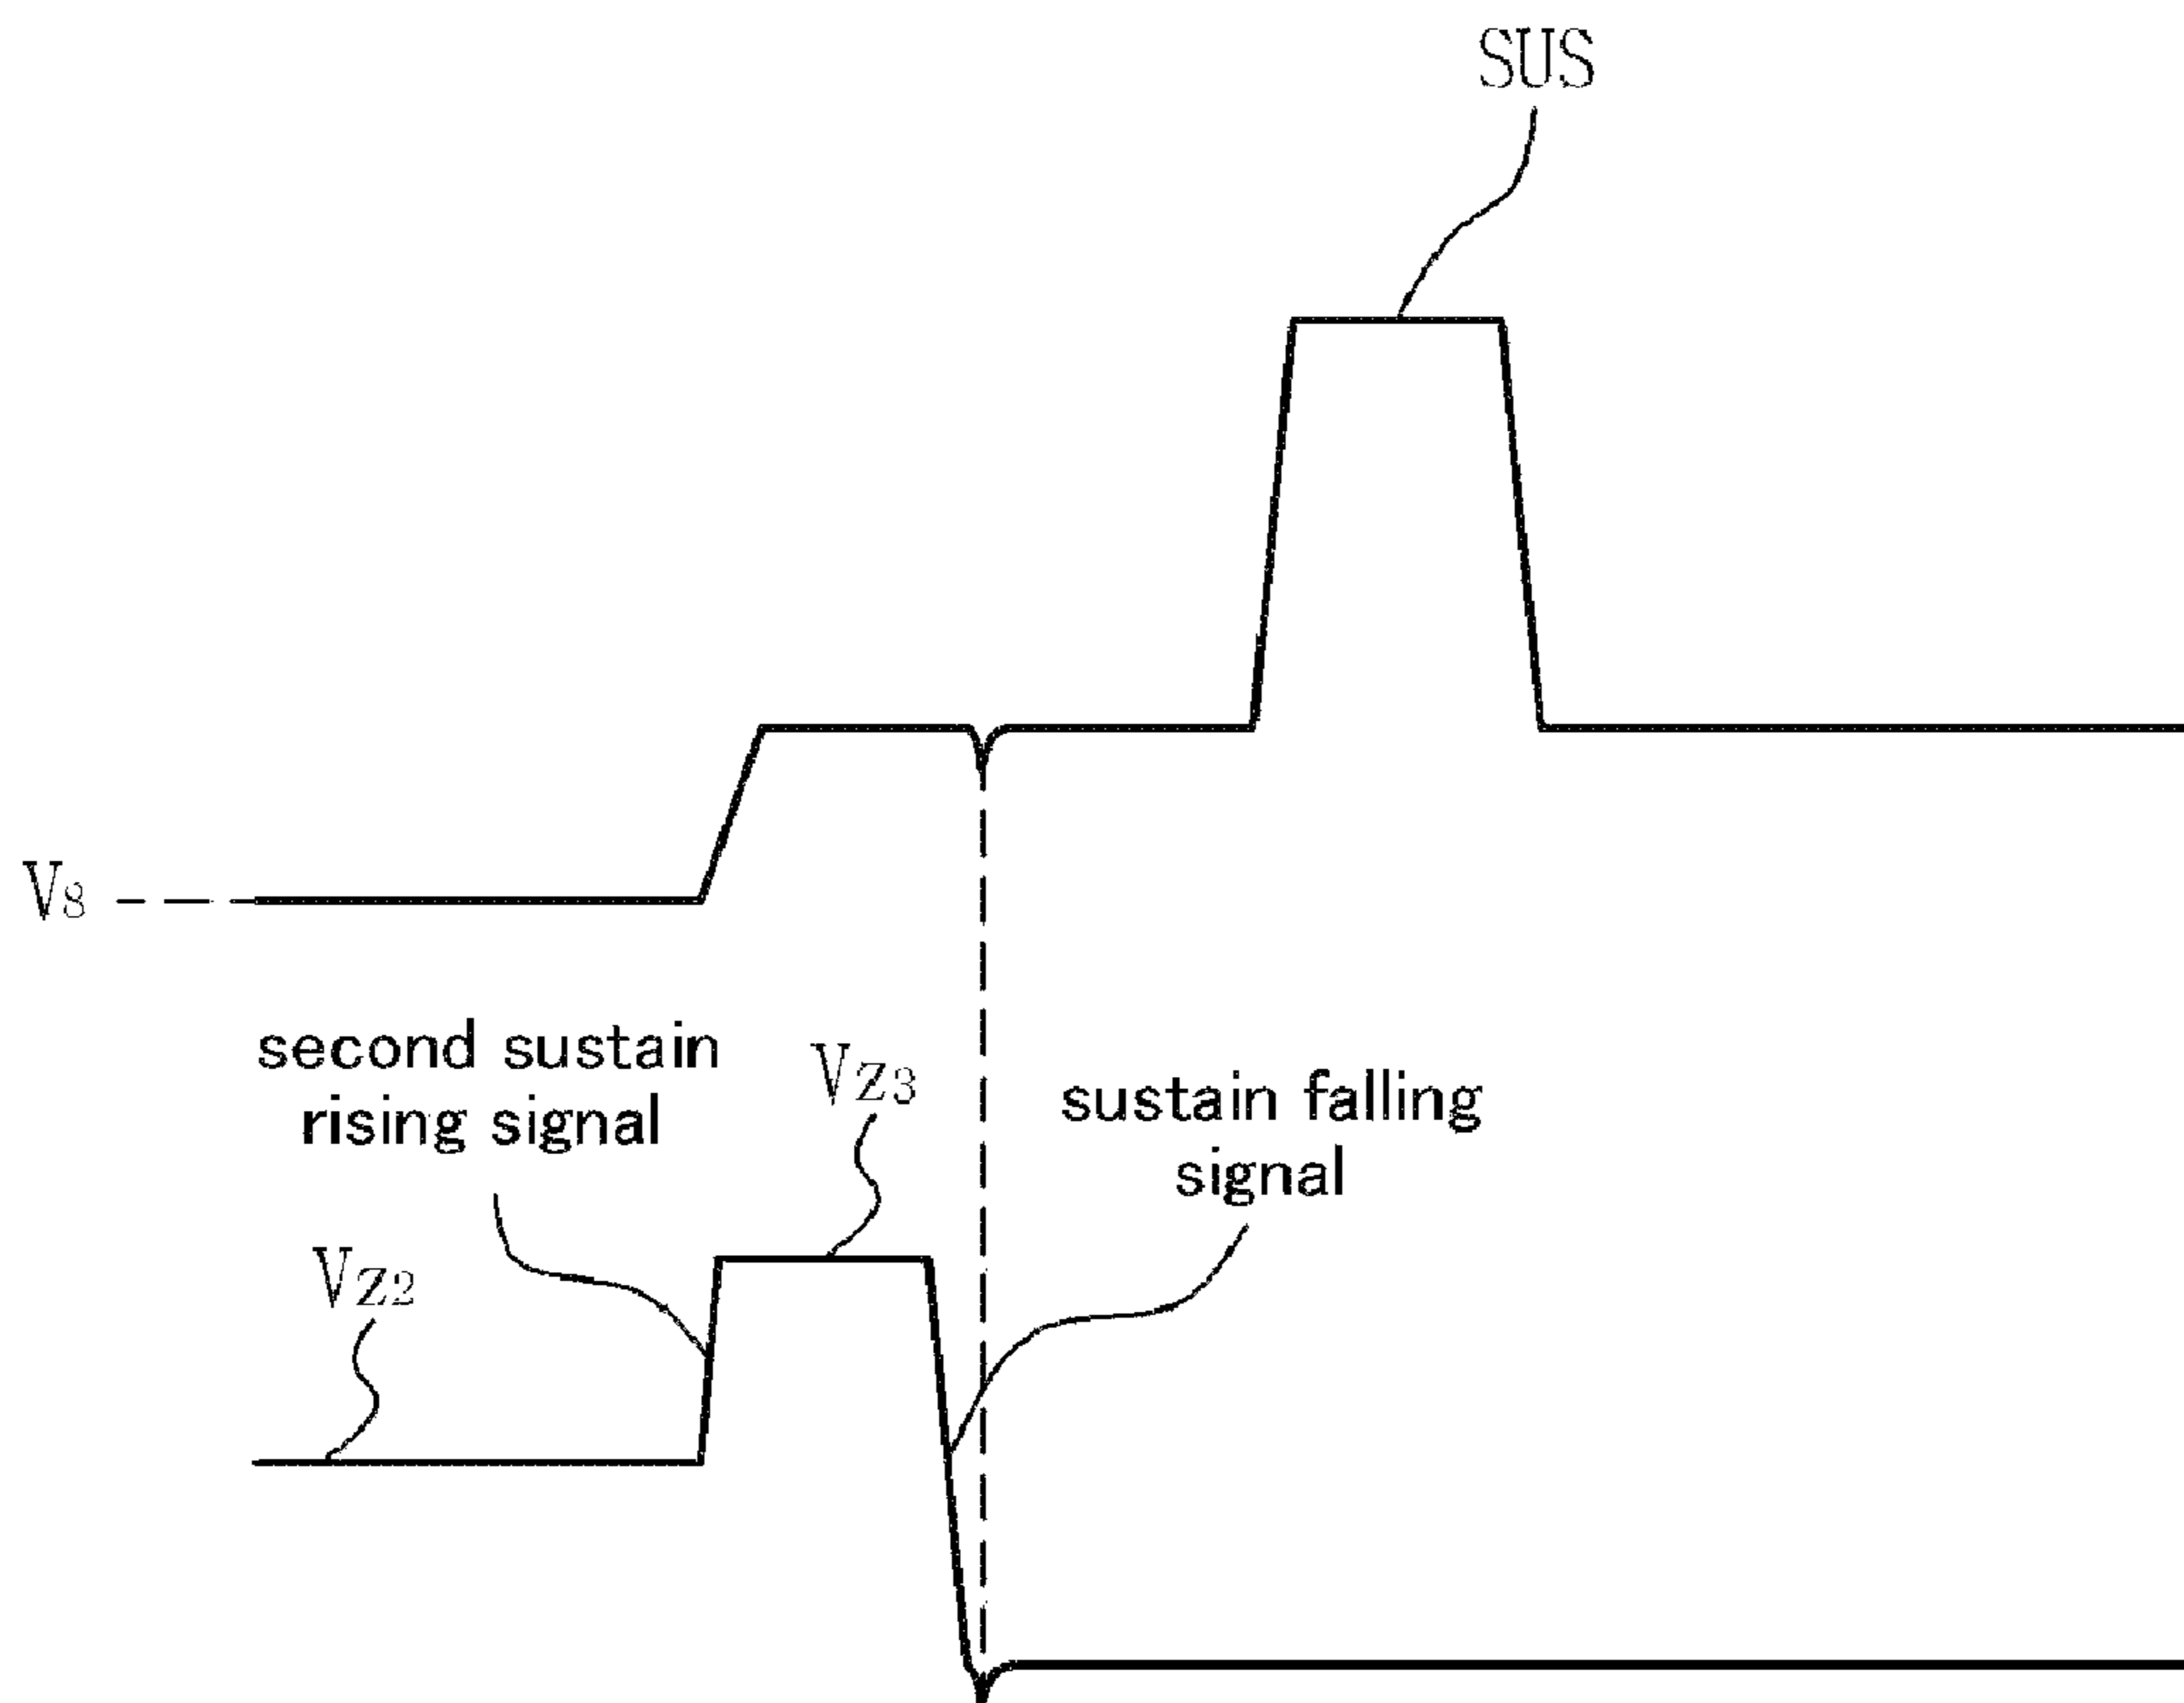 SUS
V8
second sustain
rising signal
VZ3
sustain falling
signal
VZ2